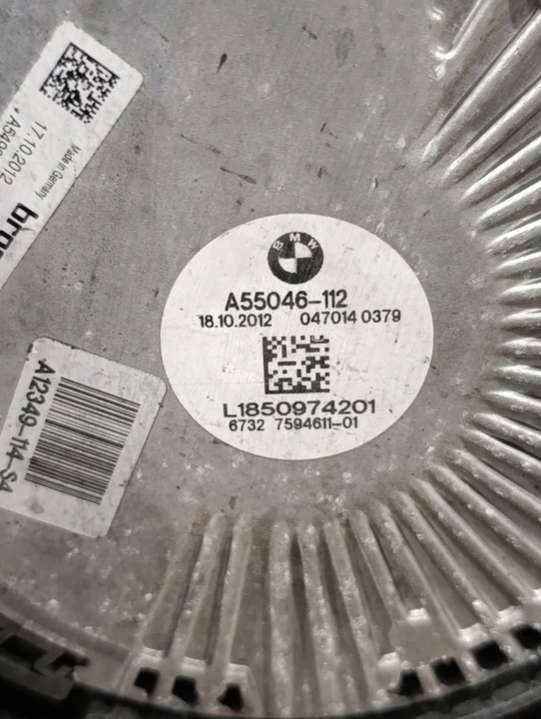 17.10.2012
Made in Germany
BMW
A55046-112
18.10.2012 047014 0379
L1850974201
6732 7594611-01
A12349-114-S4